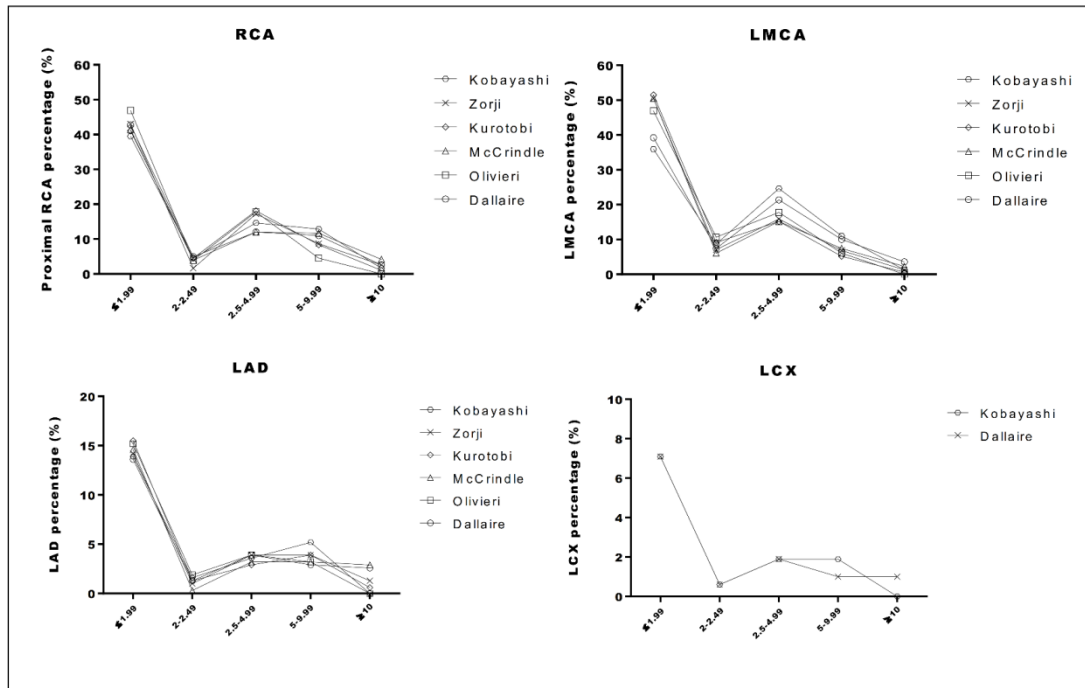 RCA
Proximal RCA percentage (%)
60
50
40
30
20
10
0
≦1.99
2-2.49
2.5-4.99
5-9.99
≧10
Kobayashi
Zorji
Kurotobi
McCrindle
Olivieri
Dallaire
LMCA
LMCA percentage (%)
60
50
40
30
20
10
0
≦1.99
2-2.49
2.5-4.99
5-9.99
≧10
Kobayashi
Zorji
Kurotobi
McCrindle
Olivieri
Dallaire
LAD
LAD percentage (%)
20
15
10
5
0
≦1.99
2-2.49
2.5-4.99
5-9.99
≧10
Kobayashi
Zorji
Kurotobi
McCrindle
Olivieri
Dallaire
LCX
LCX percentage (%)
10
8
6
4
2
0
≦1.99
2-2.49
2.5-4.99
5-9.99
≧10
Kobayashi
Dallaire